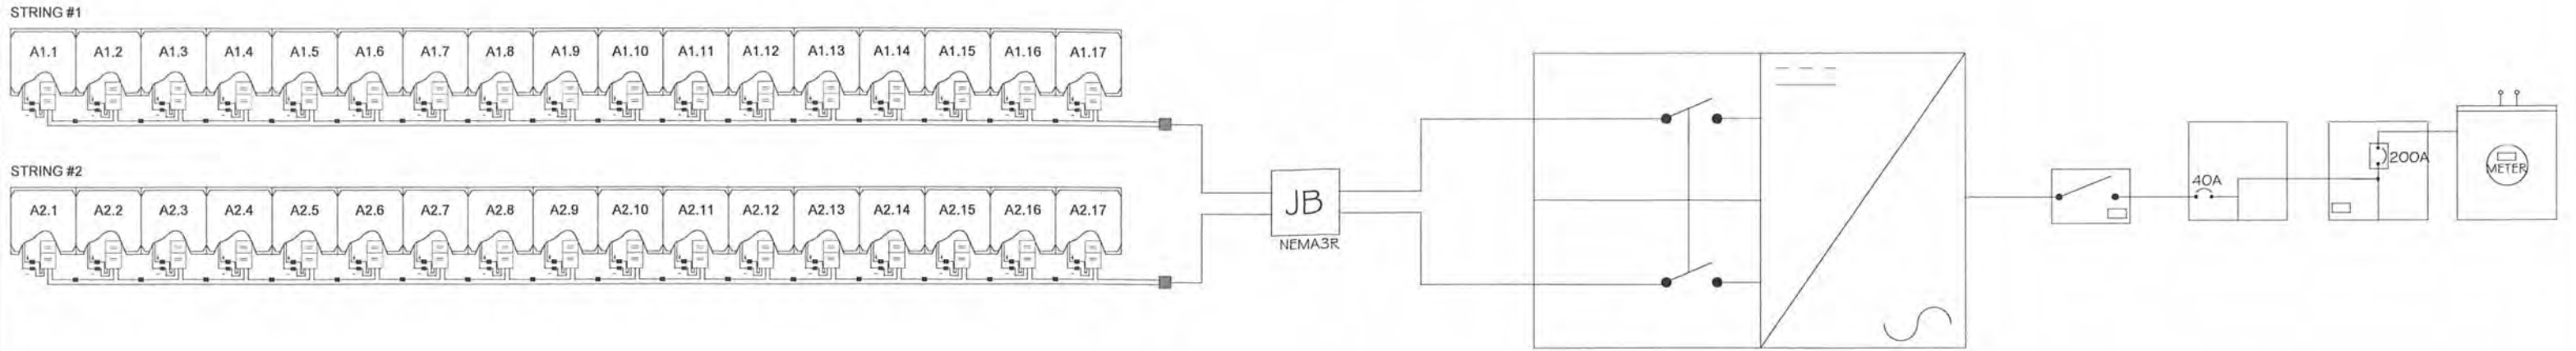 STRING #1
A1.1 A1.2 A1.3 A1.4 A1.5 A1.6 A1.7 A1.8 A1.9 A1.10 A1.11 A1.12 A1.13 A1.14 A1.15 A1.16 A1.17
STRING #2
A2.1 A2.2 A2.3 A2.4 A2.5 A2.6 A2.7 A2.8 A2.9 A2.10 A2.11 A2.12 A2.13 A2.14 A2.15 A2.16 A2.17
JB
NEMA3R
40A
200A
METER